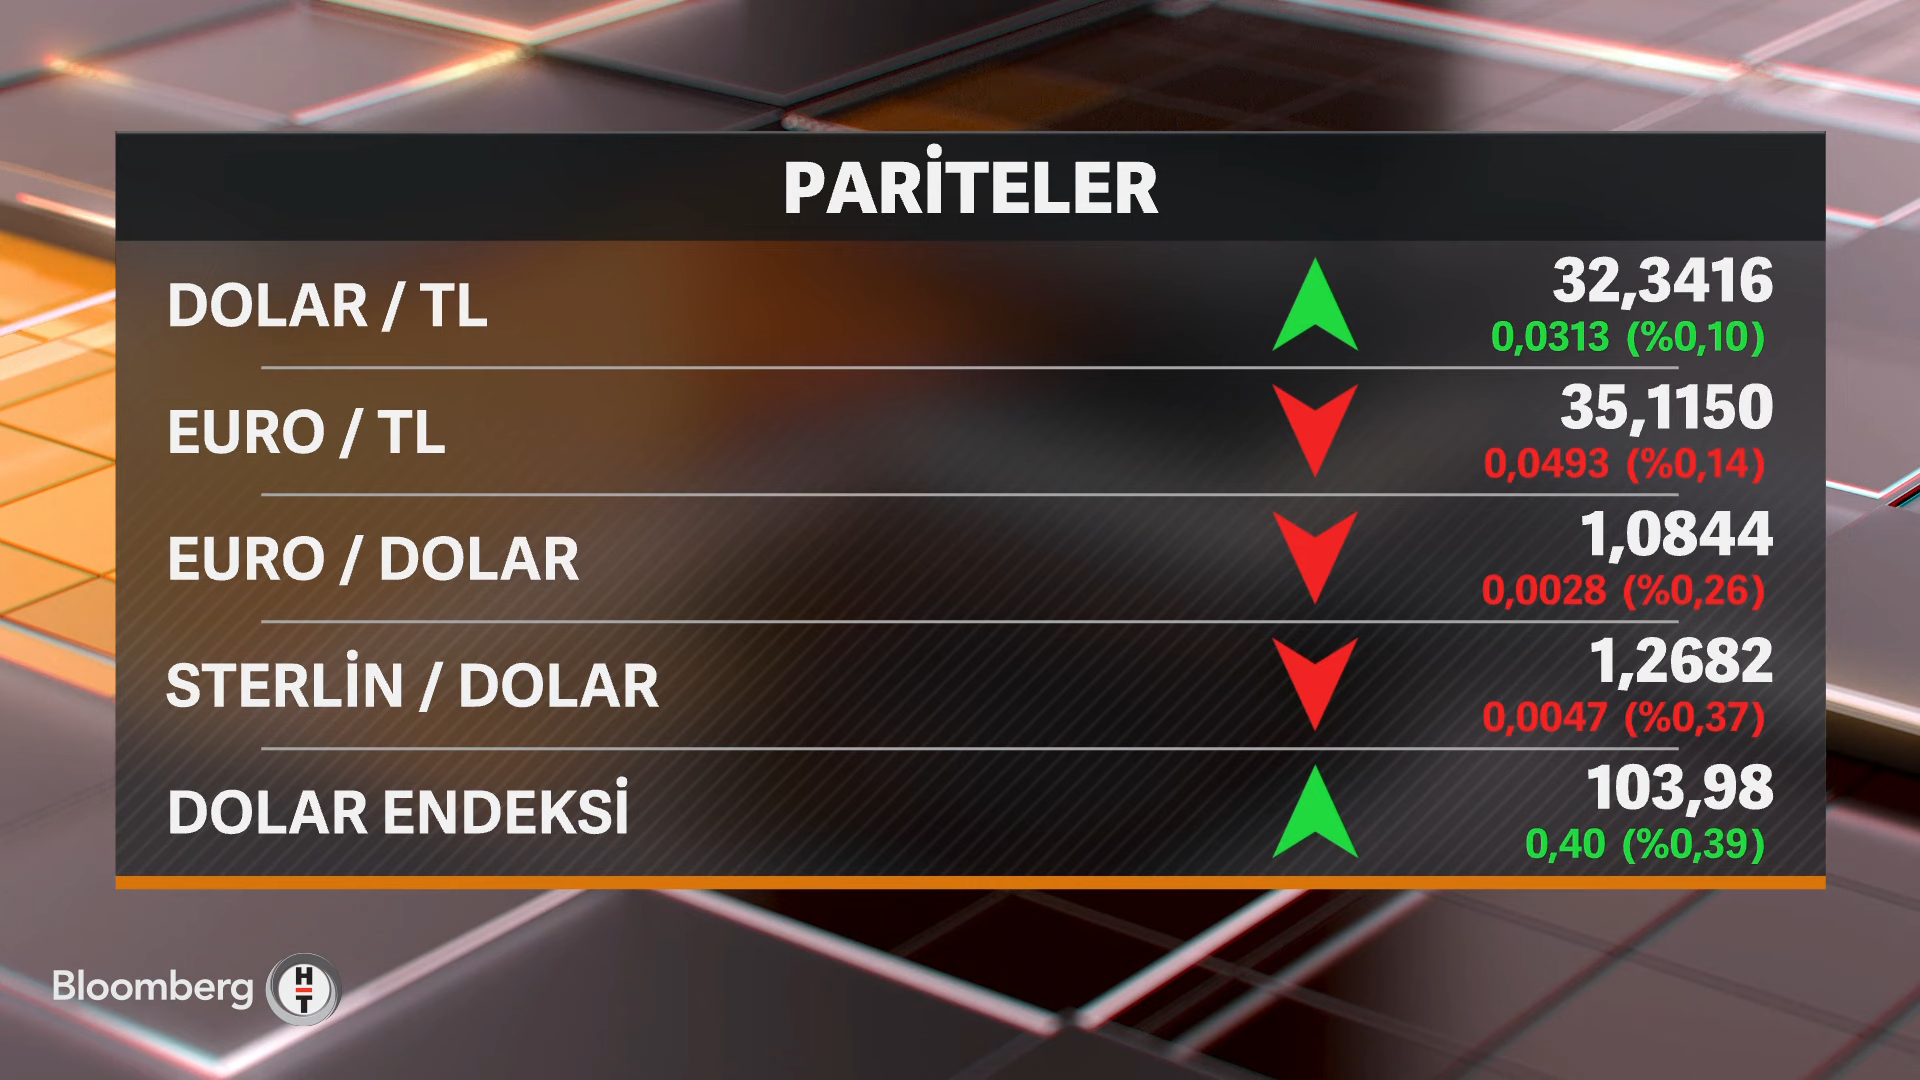 PARİTELER
DOLAR / TL
32,3416
0,0313 (%0,10)
EURO / TL
35,1150
0,0493 (%0,14)
EURO / DOLAR
1,0844
0,0028 (%0,26)
STERLİN / DOLAR
1,2682
0,0047 (%0,37)
DOLAR ENDEKSİ
103,98
0,40 (%0,39)
Bloomberg HT